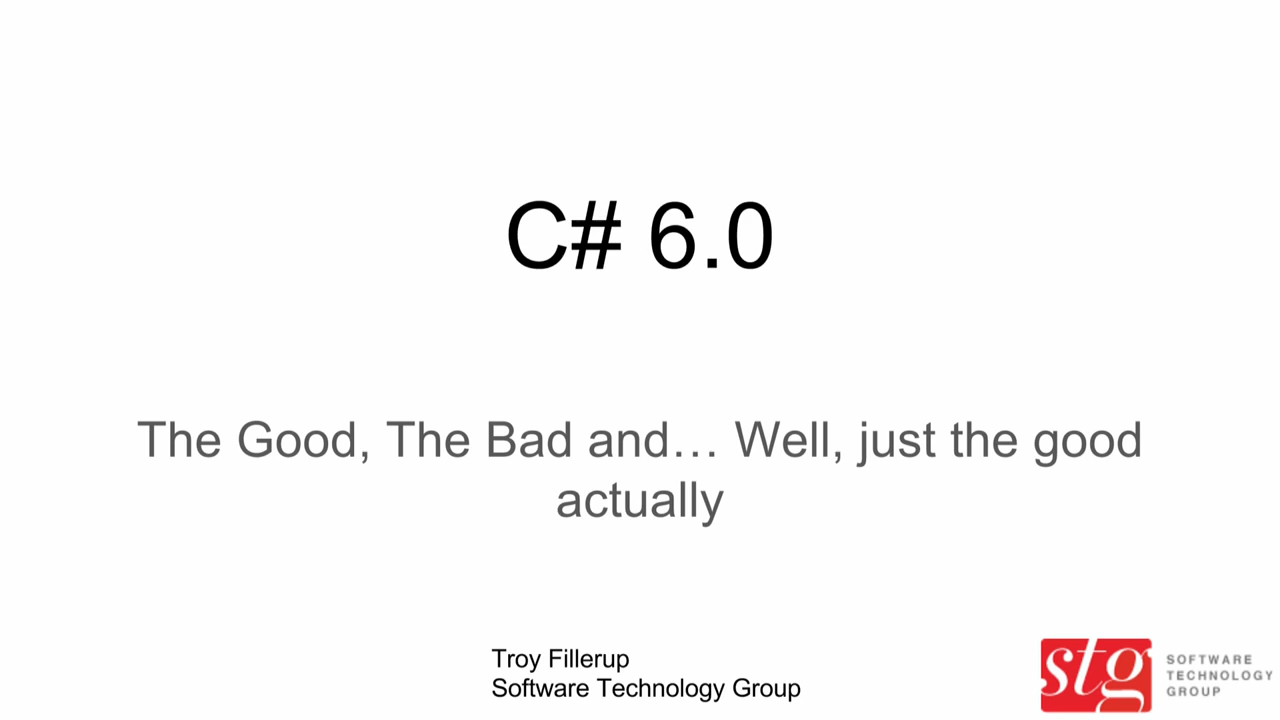 C# 6.0
The Good, The Bad and… Well, just the good
actually
Troy Fillerup
Software Technology Group
stg
SOFTWARE
TECHNOLOGY
GROUP